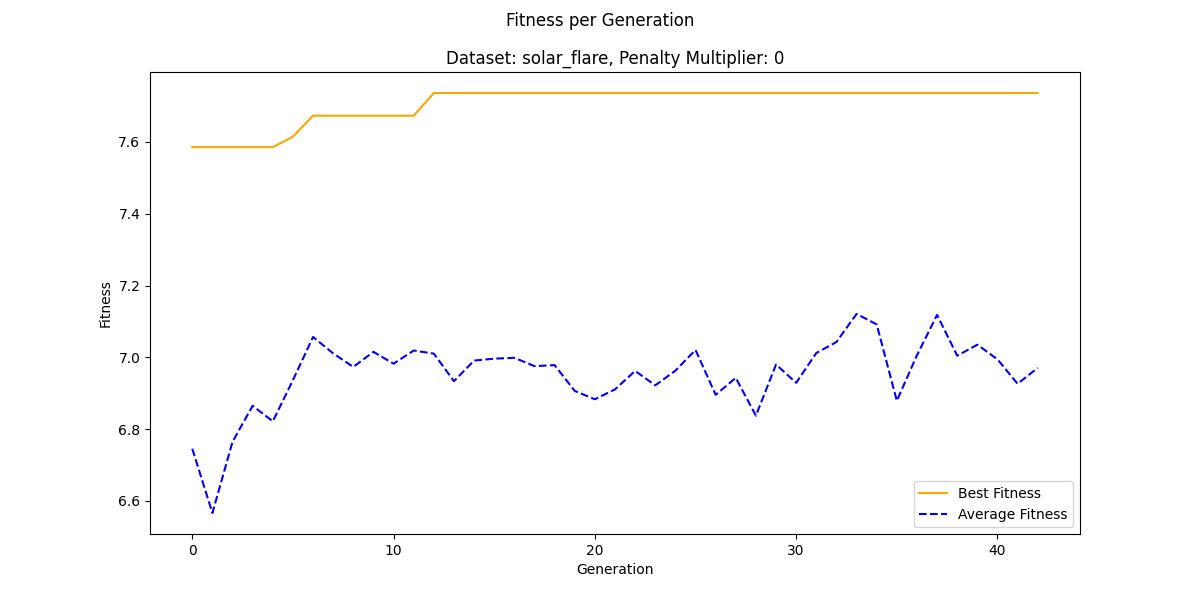 Fitness per Generation
Dataset: solar_flare, Penalty Multiplier: 0
Fitness
7.6
7.4
7.2
7.0
6.8
6.6
0
10
20
30
40
Generation
Best Fitness
Average Fitness